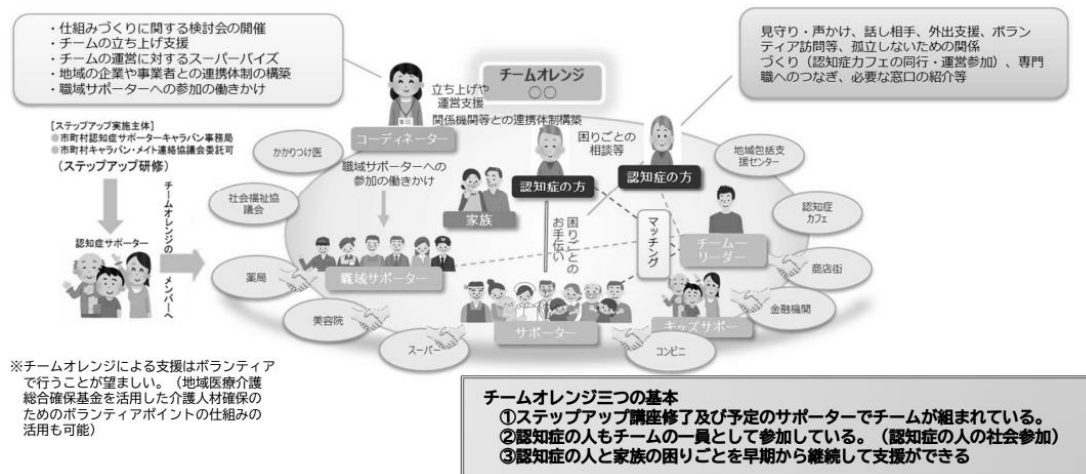 ・仕組みづくりに関する検討会の開催
・チームの立ち上げ支援
・チームの運営に対するスーパーバイズ
・地域の企業や事業者との連携体制の構築
・職域サポーターへの参加の働きかけ
見守り・声かけ、話し相手、外出支援、ボラン
ティア訪問等、孤立しないための関係
づくり（認知症カフェの同行・運営参加）、専門
職へのつなぎ、必要な窓口の紹介等
チームオレンジ
○○
立ち上げや
運営支援
関係機関等との連携体制構築
コーディネーター
[ステップアップ実施主体]
●市町村認知症サポーターキャラバン事務局
●市町村キャラバン・メイト連絡協議会委託可
(ステップアップ研修)
かかりつけ医
職域サポーターへの
参加の働きかけ
困りごとの
相談等
地域包括支
援センター
認知症の方
認知症の方
社会福祉協
議会
家族
認知症
カフェ
チームオレンジの
メンバーへ
認知症サポーター
困りごとの
お手伝い
マッチング
チームー
リーダー
薬局
職域サポーター
商店街
美容院
サポーター
キッズサポー
金融機関
スーパー
コンビニ
※チームオレンジによる支援はボランティア
で行うことが望ましい。（地域医療介護
総合確保基金を活用した介護人材確保の
ためのボランティアポイントの仕組みの
活用も可能）
チームオレンジ三つの基本
①ステップアップ講座修了及び予定のサポーターでチームが組まれている。
②認知症の人もチームの一員として参加している。（認知症の人の社会参加）
③認知症の人と家族の困りごとを早期から継続して支援ができる